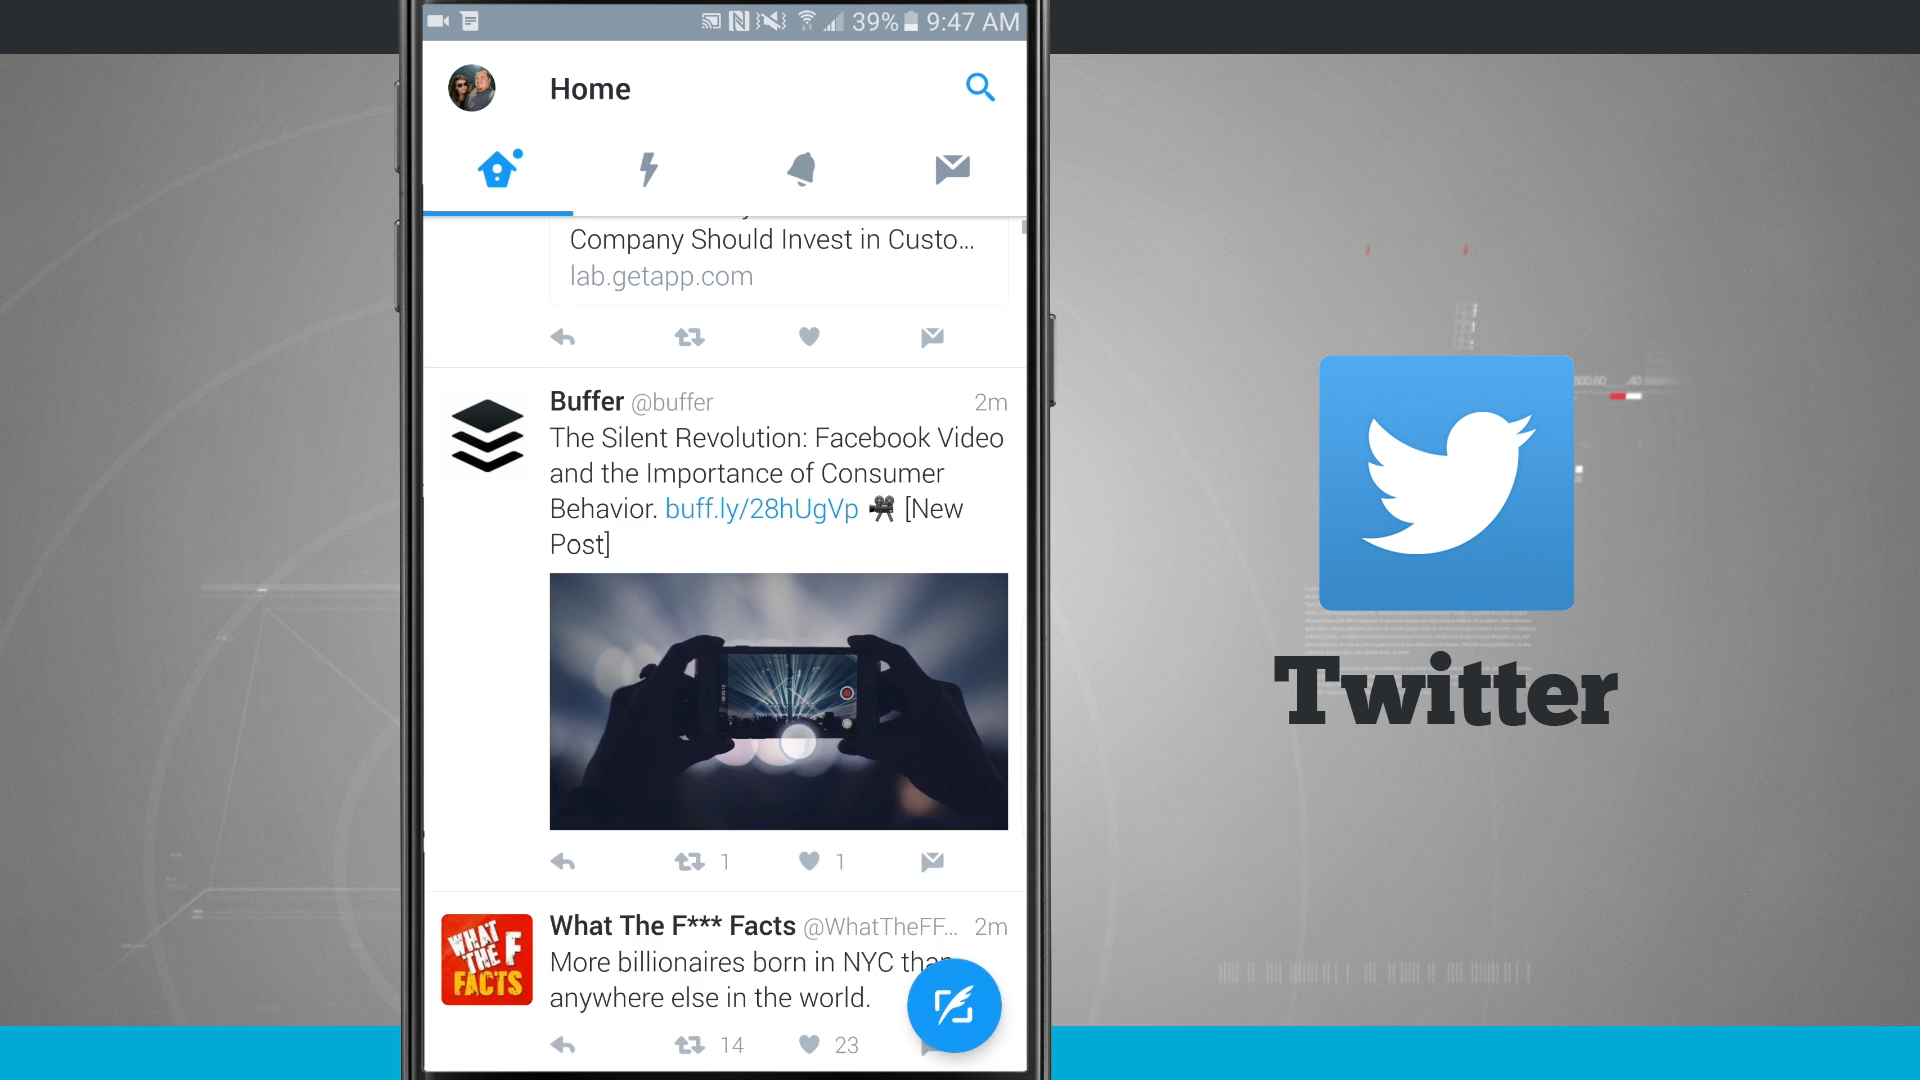 39% 9:47 AM
Home
Company Should Invest in Custo...
lab.getapp.com
Buffer @buffer 2m
The Silent Revolution: Facebook Video
and the Importance of Consumer
Behavior. buff.ly/28hUgVp 🎥 [New
Post]
1 1
What The F*** Facts @WhatTheFF... 2m
WHAT THE F FACTS
More billionaires born in NYC than
anywhere else in the world.
14 23
Twitter